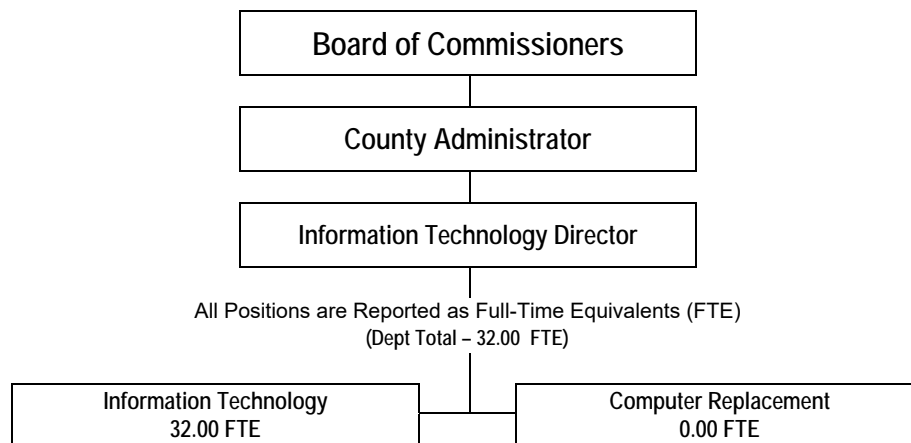 Board of Commissioners
County Administrator
Information Technology Director
All Positions are Reported as Full-Time Equivalents (FTE)
(Dept Total – 32.00 FTE)
Information Technology
32.00 FTE
Computer Replacement
0.00 FTE